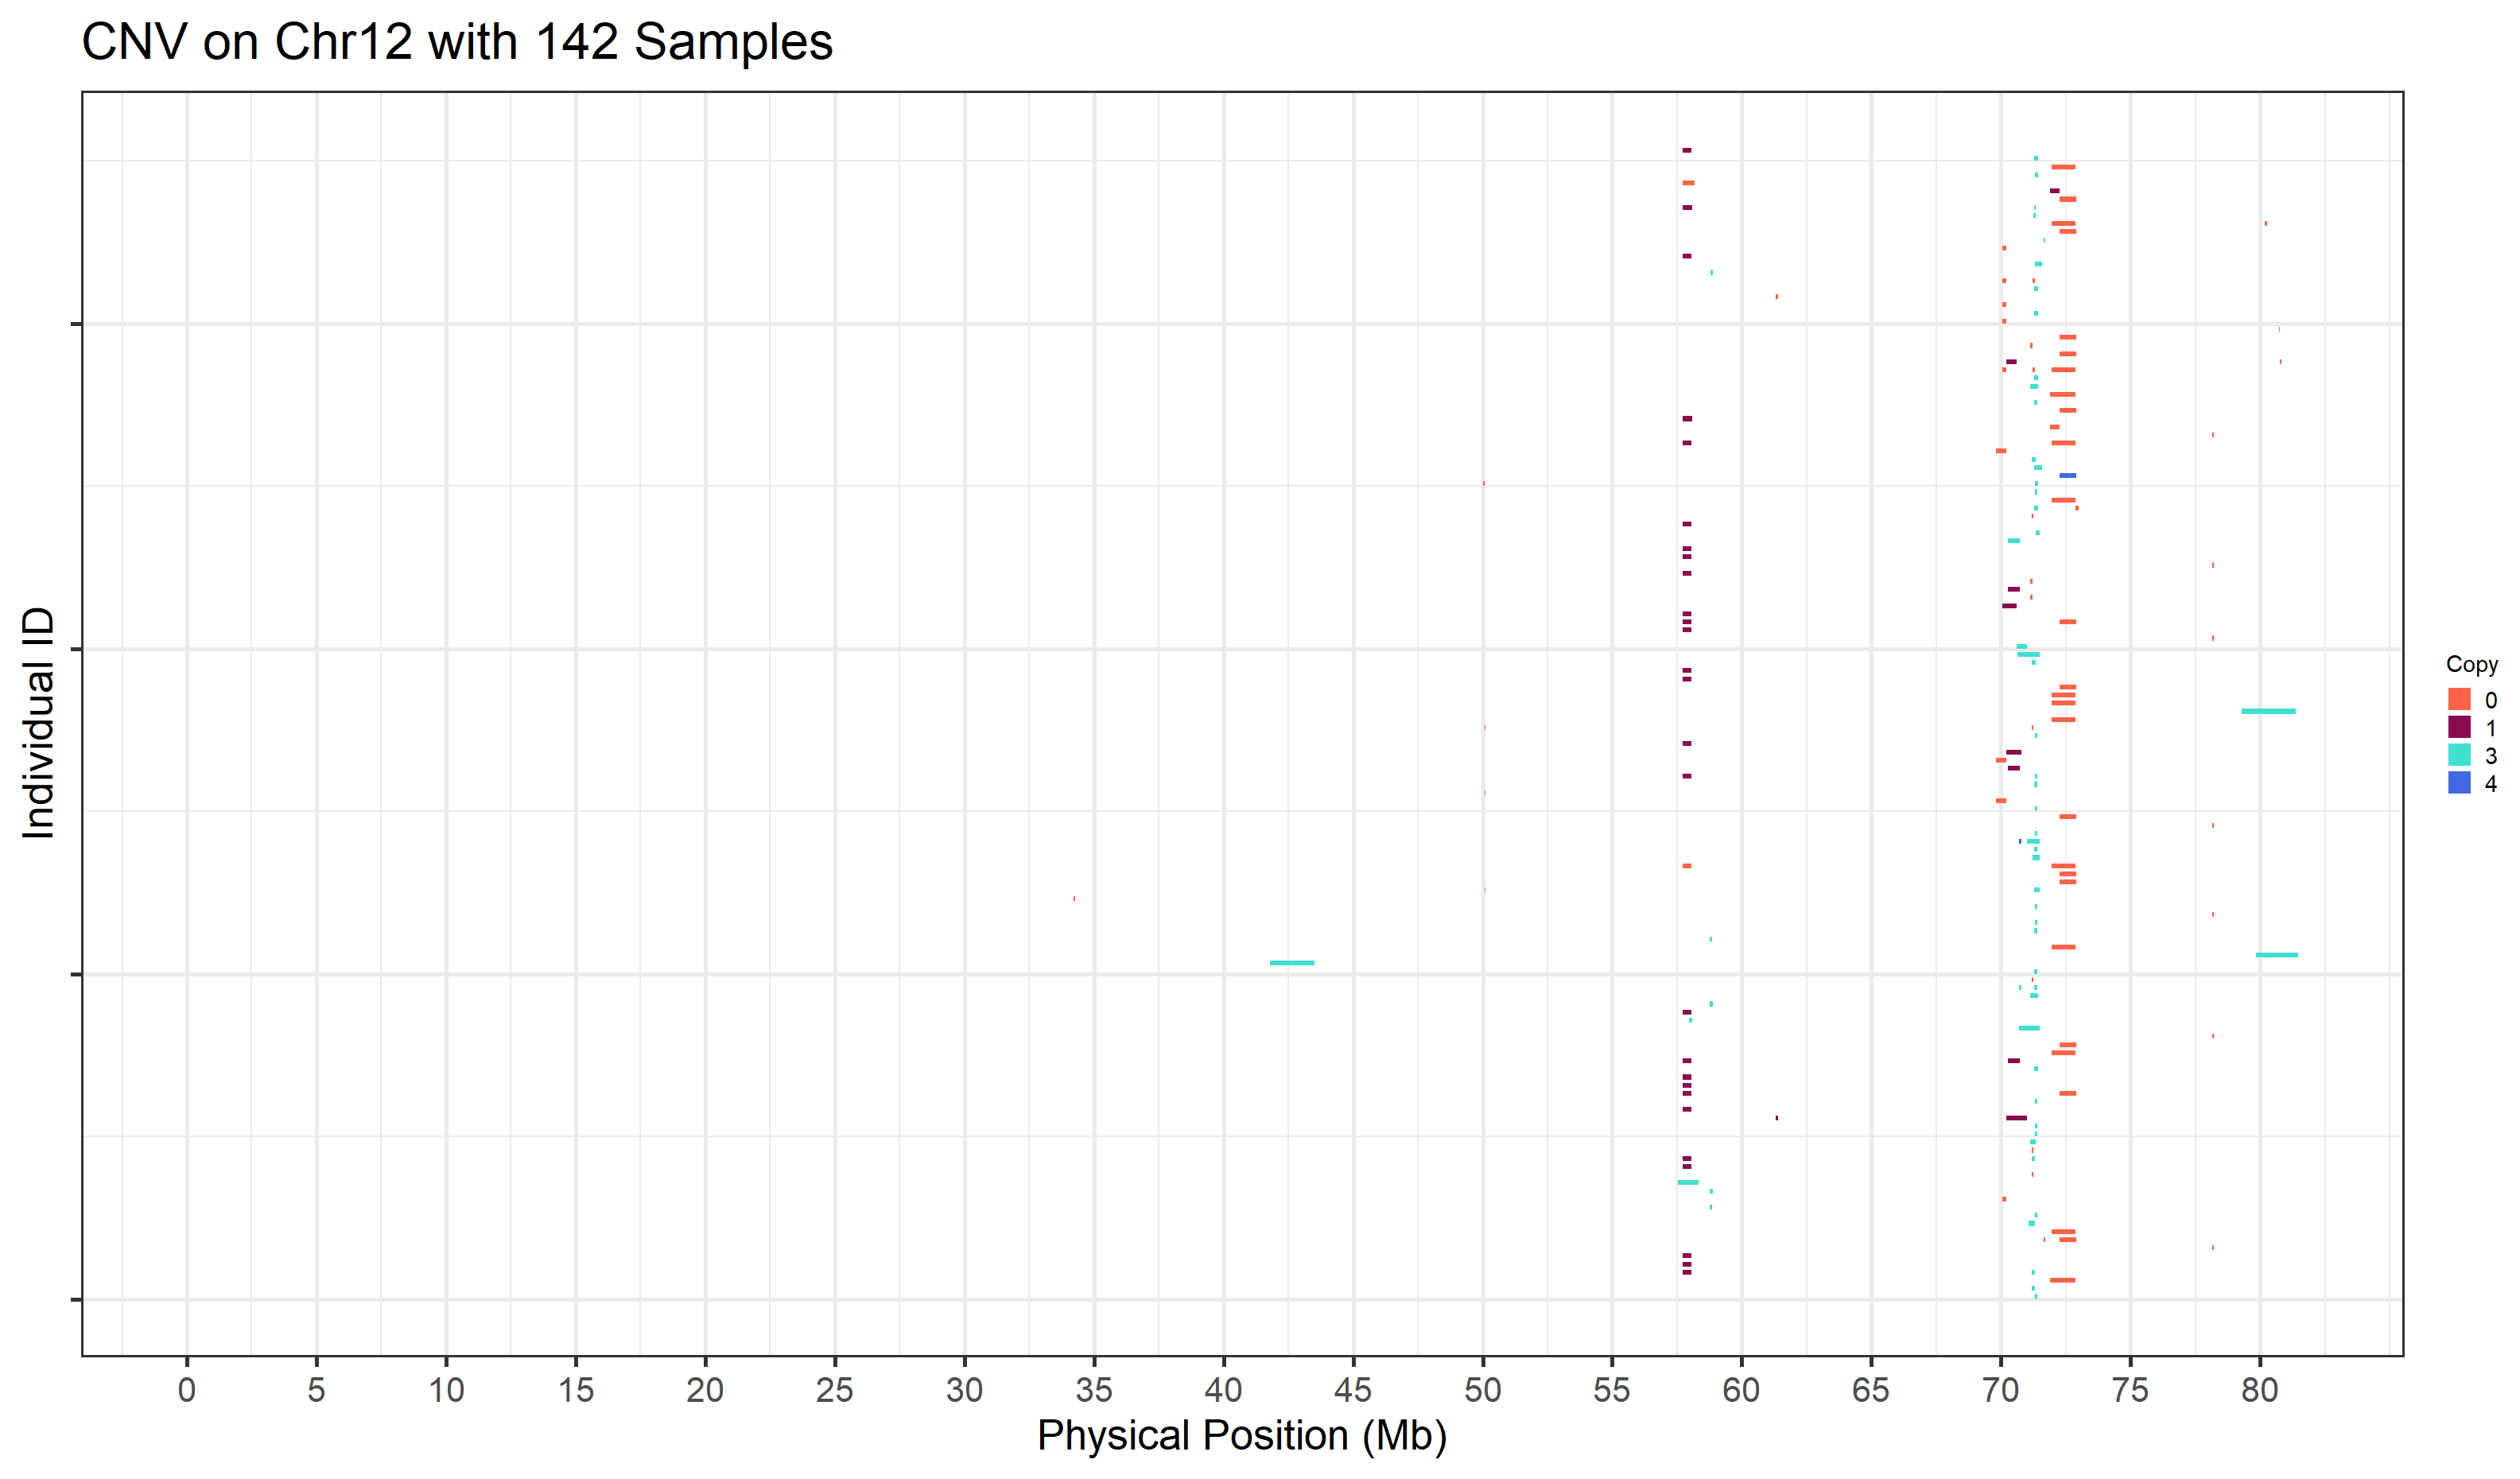 CNV on Chr12 with 142 Samples
Individual ID
0 5 10 15 20 25 30 35 40 45 50 55 60 65 70 75 80
Physical Position (Mb)
Copy
0
1
3
4